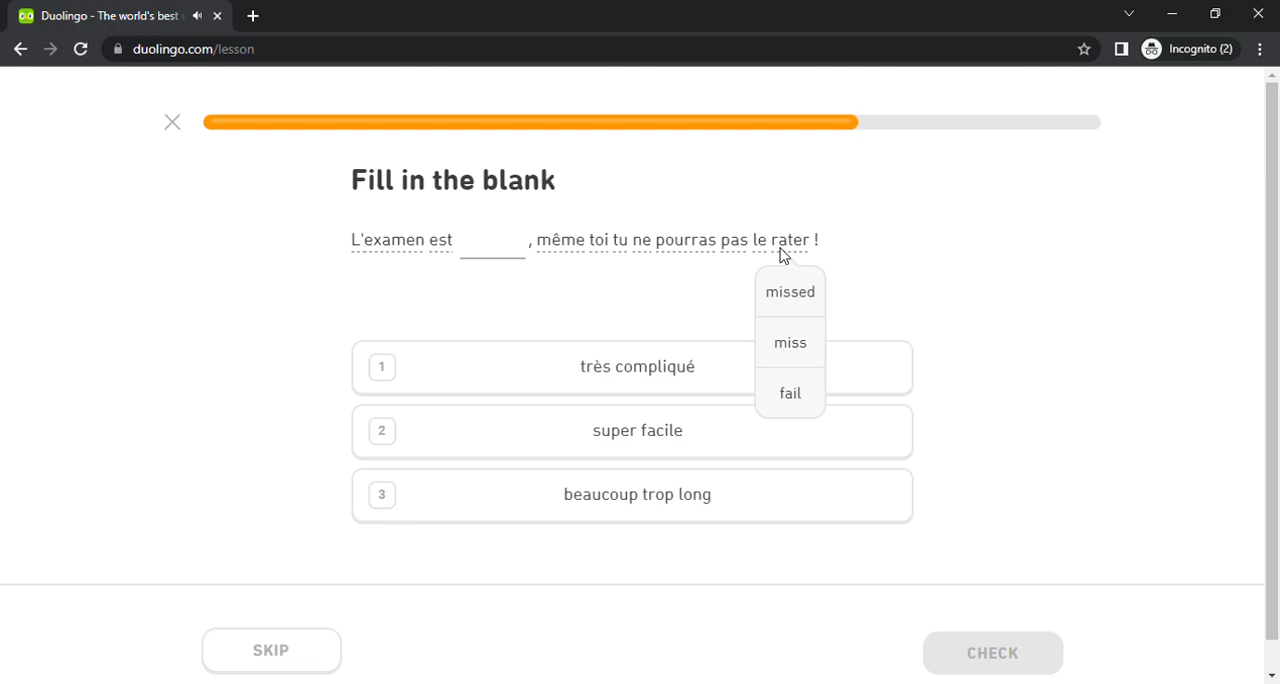 Duolingo - The world's best
duolingo.com/lesson
Incognito (2)
Fill in the blank
L'examen est ______ , même toi tu ne pourras pas le rater !
missed
miss
fail
1 très compliqué
2 super facile
3 beaucoup trop long
SKIP
CHECK